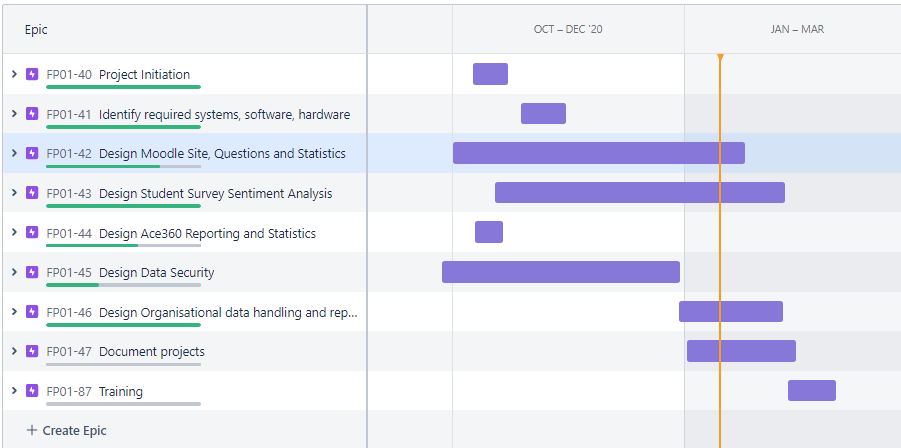 Epic
OCT – DEC '20
JAN – MAR
FP01-40 Project Initiation
FP01-41 Identify required systems, software, hardware
FP01-42 Design Moodle Site, Questions and Statistics
FP01-43 Design Student Survey Sentiment Analysis
FP01-44 Design Ace360 Reporting and Statistics
FP01-45 Design Data Security
FP01-46 Design Organisational data handling and rep...
FP01-47 Document projects
FP01-87 Training
+ Create Epic